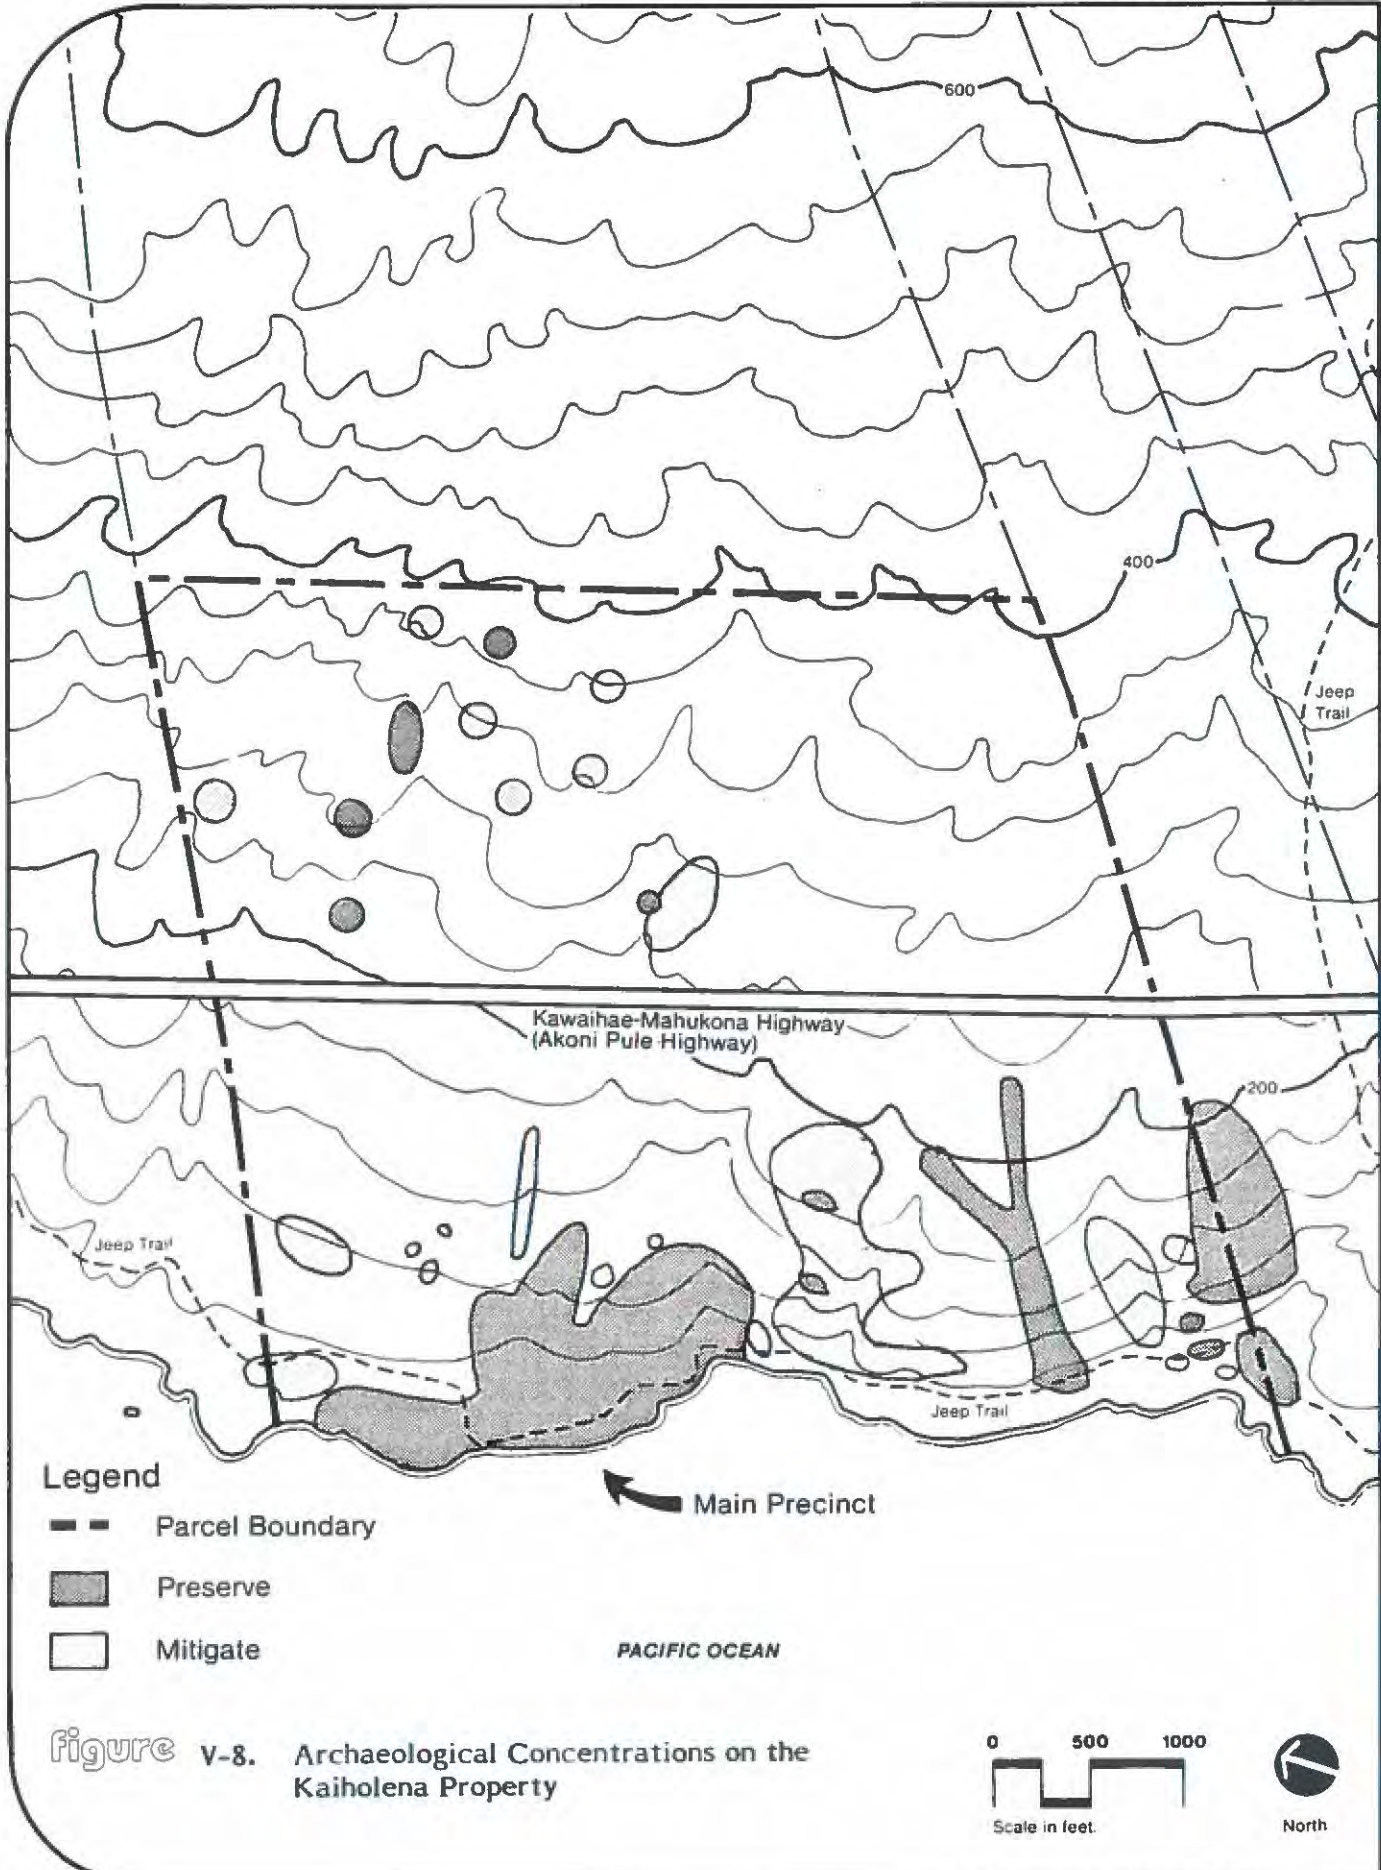 600
400
Jeep
Trail
Kawaihae-Mahukona Highway
(Akoni Pule Highway)
200
Jeep Trail
Jeep Trail
Legend
Main Precinct
Parcel Boundary
Preserve
Mitigate
PACIFIC OCEAN
figure V-8. Archaeological Concentrations on the
Kaiholena Property
0 500 1000
Scale in feet.
North